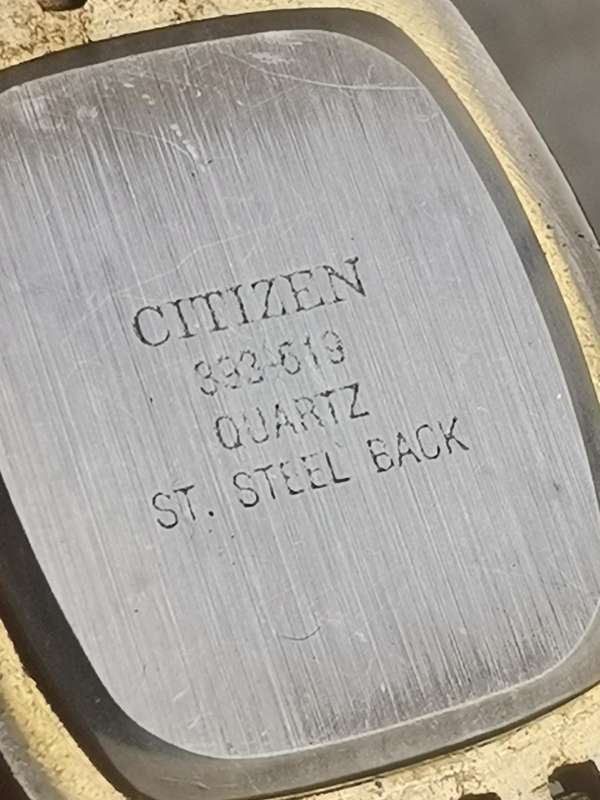 CITIZEN
393-619
QUARTZ
ST. STEEL BACK